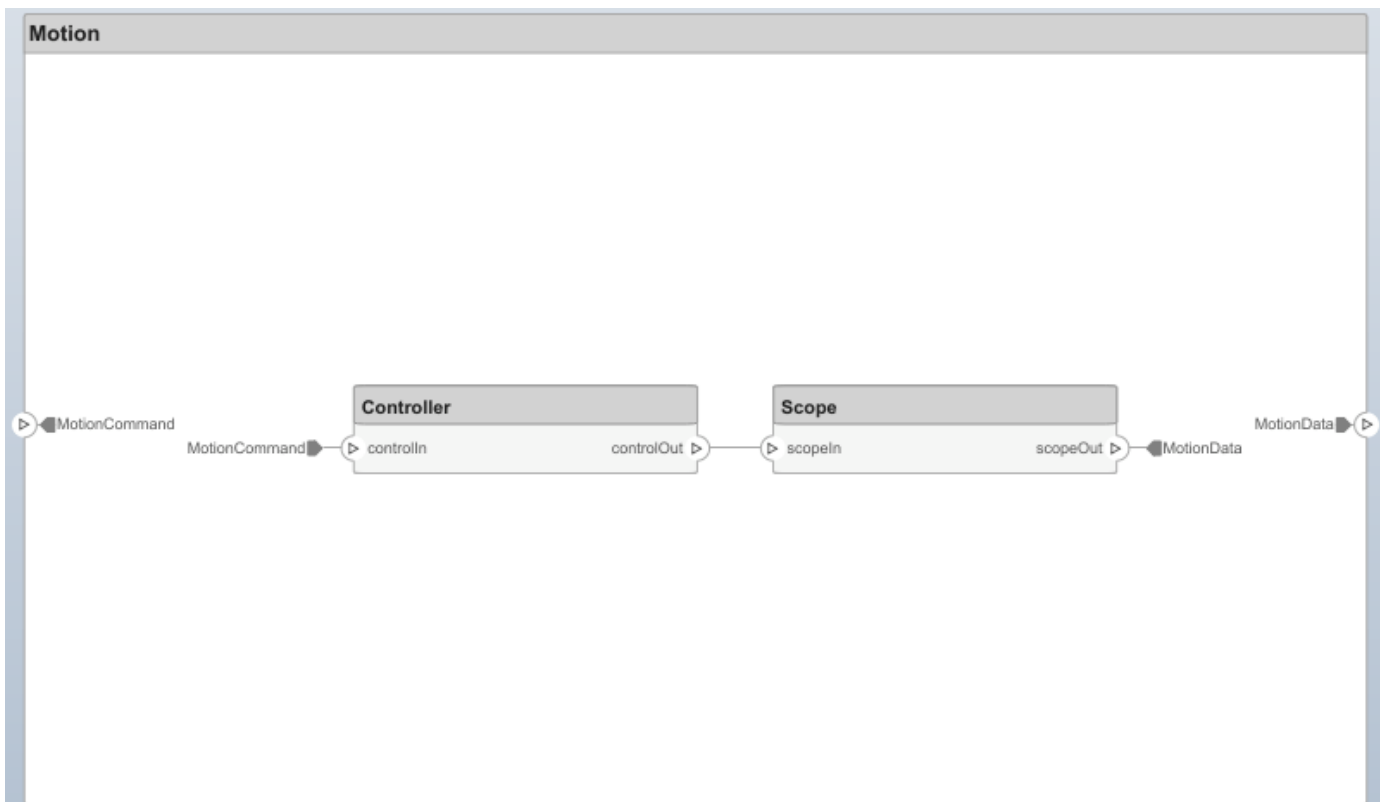 Motion
Controller
Scope
MotionCommand
MotionData
MotionCommand
controlIn
controlOut
scopeIn
scopeOut
MotionData